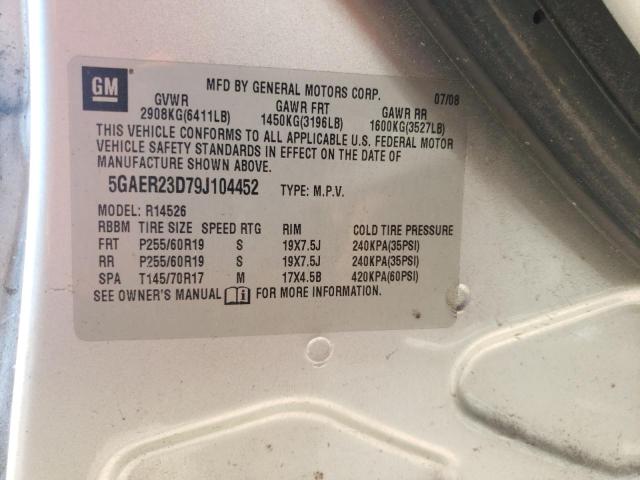 GM
MFD BY GENERAL MOTORS CORP. 07/08
GVWR GAWR FRT GAWR RR
2908KG(6411LB) 1450KG(3196LB) 1600KG(3527LB)
THIS VEHICLE CONFORMS TO ALL APPLICABLE U.S. FEDERAL MOTOR
VEHICLE SAFETY STANDARDS IN EFFECT ON THE DATE OF
MANUFACTURE SHOWN ABOVE.
5GAER23D79J104452 TYPE: M.P.V.
MODEL: R14526
RBBM TIRE SIZE SPEED RTG RIM COLD TIRE PRESSURE
FRT P255/60R19 S 19X7.5J 240KPA(35PSI)
RR P255/60R19 S 19X7.5J 240KPA(35PSI)
SPA T145/70R17 M 17X4.5B 420KPA(60PSI)
SEE OWNER'S MANUAL FOR MORE INFORMATION.